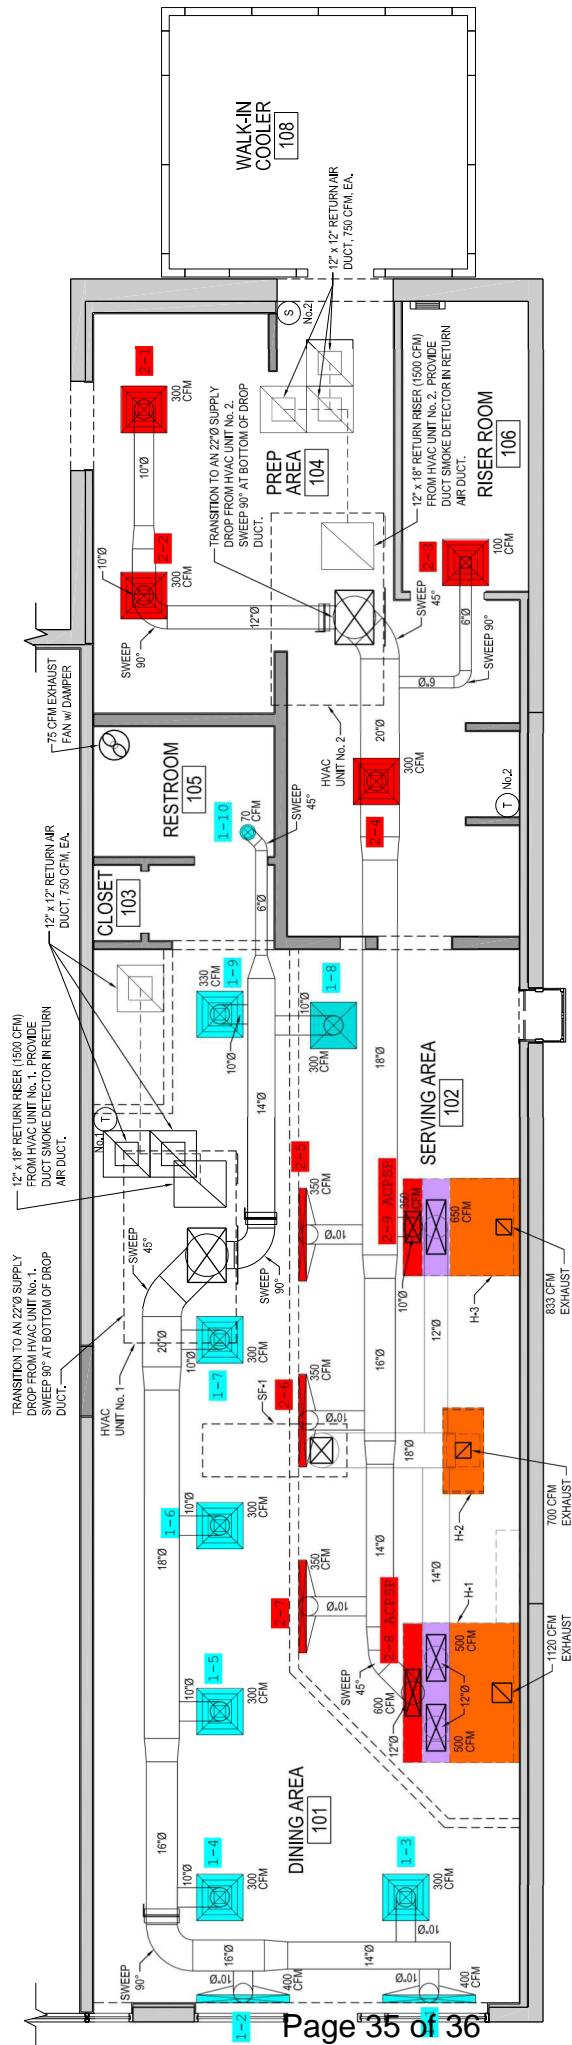 WALK-IN
COOLER
108
12" x 12" RETURN AIR
DUCT, 750 CFM, EA.
S
No.2
2-1
300
CFM
10"Ø
2-2
10"Ø
300
CFM
SWEEP
90°
12"Ø
PREP
AREA
104
TRANSITION TO AN 22"Ø SUPPLY
DROP FROM HVAC UNIT No. 2.
SWEEP 90° AT BOTTOM OF DROP
DUCT.
12" x 18" RETURN RISER (1500 CFM)
FROM HVAC UNIT No. 2. PROVIDE
DUCT SMOKE DETECTOR IN RETURN
AIR DUCT.
RISER ROOM
106
2-3
100
CFM
6"Ø
SWEEP 90°
SWEEP
45°
6"Ø
20"Ø
HVAC
UNIT No. 2
75 CFM EXHAUST
FAN w/ DAMPER
RESTROOM
105
1-10
70
CFM
SWEEP
45°
2-4
300
CFM
T
No.2
CLOSET
103
6"Ø
12" x 12" RETURN AIR
DUCT, 750 CFM, EA.
12" x 18" RETURN RISER (1500 CFM)
FROM HVAC UNIT No. 1. PROVIDE
DUCT SMOKE DETECTOR IN RETURN
AIR DUCT.
No.1
T
330
CFM
1-9
10"Ø
10"Ø
1-8
300
CFM
14"Ø
18"Ø
SERVING AREA
102
TRANSITION TO AN 22"Ø SUPPLY
DROP FROM HVAC UNIT No. 1.
SWEEP 90° AT BOTTOM OF DROP
DUCT.
SWEEP
45°
SWEEP
90°
HVAC
UNIT No. 1
20"Ø
10"Ø
1-7
300
CFM
2-5
350
CFM
10"Ø
2-9 ACPSP
350
CFM
10"Ø
650
CFM
12"Ø
H-3
833 CFM
EXHAUST
16"Ø
SF-1
2-6
350
CFM
10"Ø
18"Ø
H-2
700 CFM
EXHAUST
1-6
10"Ø
300
CFM
18"Ø
2-7
350
CFM
10"Ø
14"Ø
14"Ø
2-8 ACPSP
SWEEP
45°
600
CFM
12"Ø
500
CFM
12"Ø
500
CFM
H-1
1120 CFM
EXHAUST
1-5
10"Ø
300
CFM
16"Ø
DINING AREA
101
1-4
10"Ø
300
CFM
1-3
300
CFM
10"Ø
SWEEP
90°
16"Ø
14"Ø
10"Ø
400
CFM
1-2
10"Ø
400
CFM
Page 35 of 36